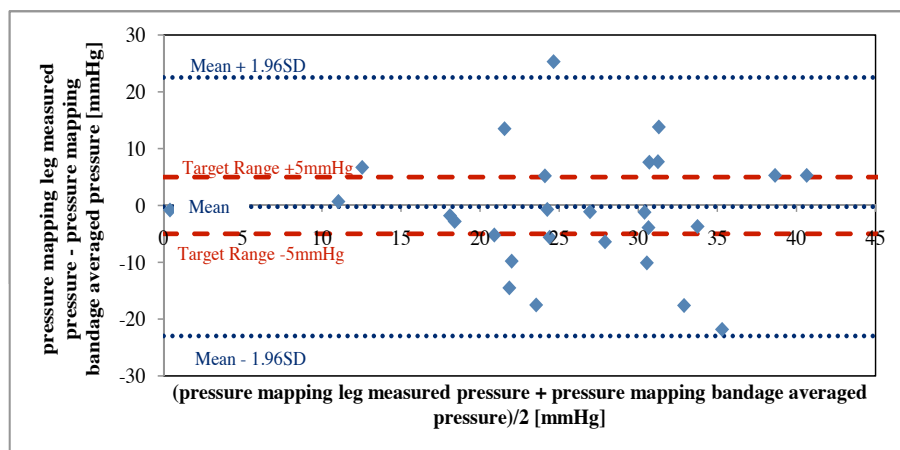 pressure mapping leg measured
pressure - pressure mapping
bandage averaged pressure [mmHg]
30
20
10
0
-10
-20
-30
Mean + 1.96SD
Target Range +5mmHg
Mean
0 5 10 15 20 25 30 35 40 45
Target Range -5mmHg
Mean - 1.96SD
(pressure mapping leg measured pressure + pressure mapping bandage averaged
pressure)/2 [mmHg]